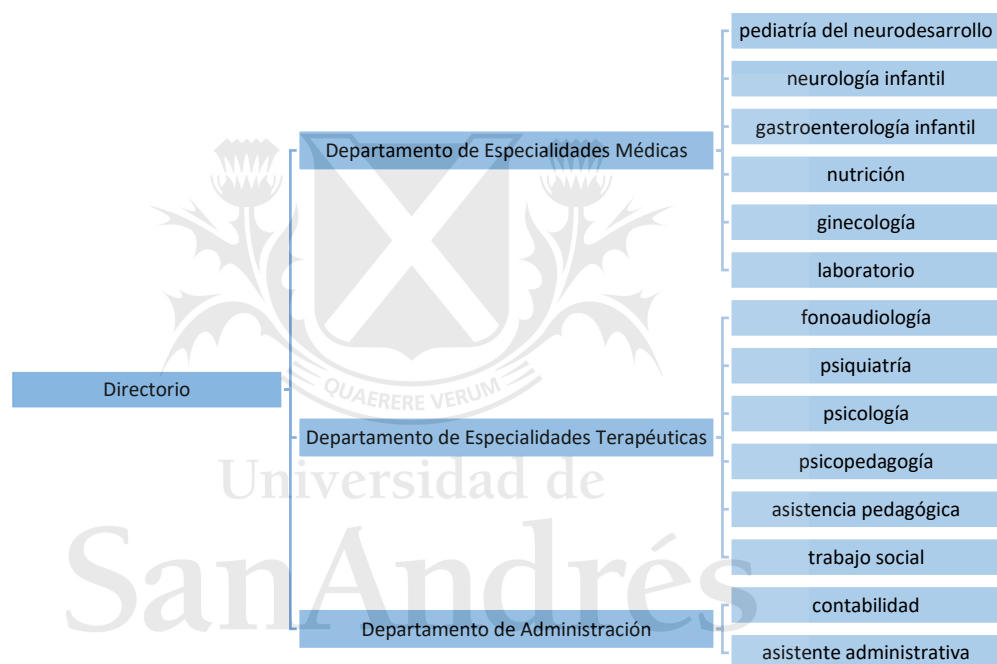 pediatría del neurodesarrollo
neurología infantil
gastroenterología infantil
Departamento de Especialidades Médicas
nutrición
ginecología
laboratorio
fonoaudiología
psiquiatría
Directorio
QUAERERE VERUM
psicología
Departamento de Especialidades Terapéuticas
psicopedagogía
Universidad de
asistencia pedagógica
trabajo social
SanAndrés
contabilidad
Departamento de Administración
asistente administrativa